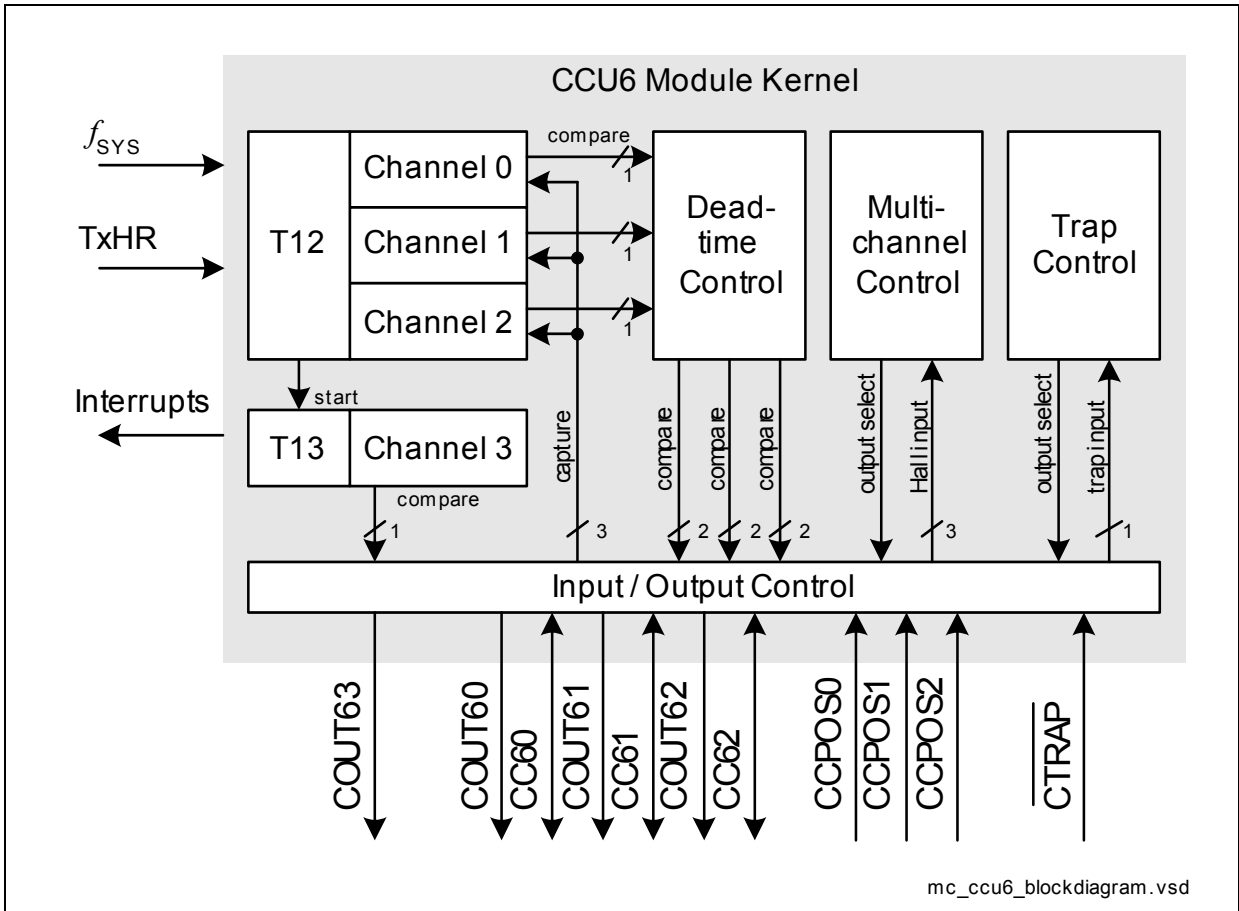 CCU6 Module Kernel
fSYS
TxHR
Interrupts
T12
Channel 0
Channel 1
Channel 2
compare
1
1
1
Dead-
time
Control
Multi-
channel
Control
Trap
Control
start
T13
Channel 3
compare
1
capture
3
compare
2
compare
2
compare
2
output select
Hall input
3
output select
trap input
1
Input / Output Control
COUT63
COUT60
CC60
COUT61
CC61
COUT62
CC62
CCPOS0
CCPOS1
CCPOS2
CTRAP
mc_ccu6_blockdiagram.vsd